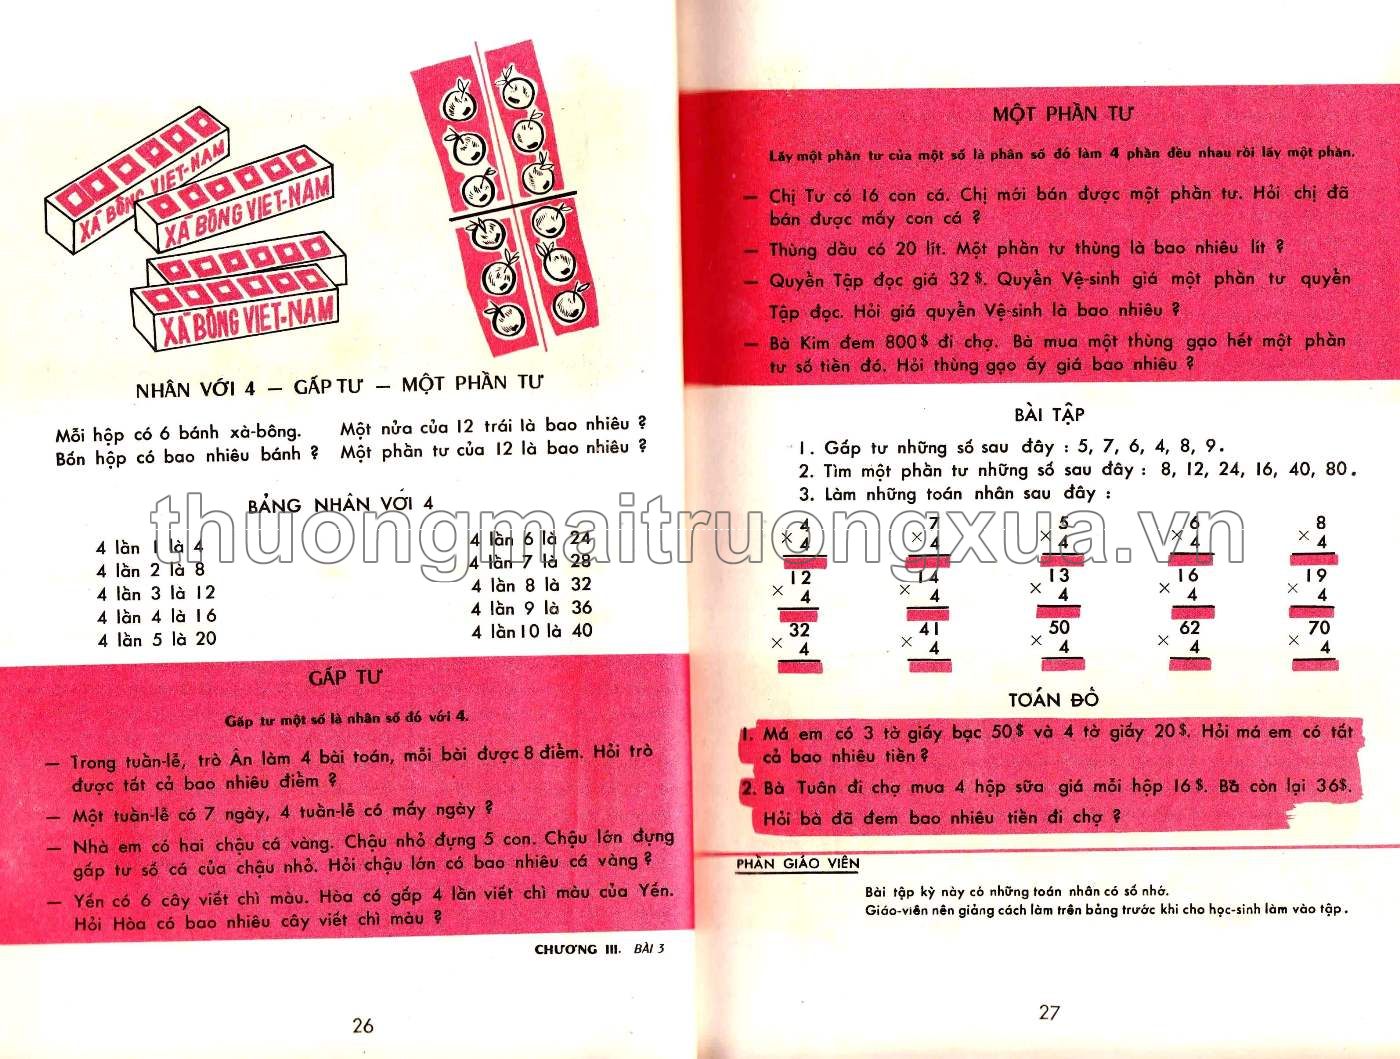 XÀ BÔNG VIET-NAM
XÀ BÔNG VIET-NAM
XÀ BÔNG VIET-NAM
NHÂN VỚI 4 — GẤP TƯ — MỘT PHẦN TƯ
Mỗi hộp có 6 bánh xà-bông.
Bốn hộp có bao nhiêu bánh ?
Một nửa của 12 trái là bao nhiêu ?
Một phần tư của 12 là bao nhiêu ?
BẢNG NHÂN VỚI 4
4 lần 1 là 4
4 lần 2 là 8
4 lần 3 là 12
4 lần 4 là 16
4 lần 5 là 20
4 lần 6 là 24
4 lần 7 là 28
4 lần 8 là 32
4 lần 9 là 36
4 lần 10 là 40
GẤP TƯ
Gấp tư một số là nhân số đó với 4.
— Trong tuần-lễ, trò Ân làm 4 bài toán, mỗi bài được 8 điểm. Hỏi trò
được tất cả bao nhiêu điểm ?
— Một tuần-lễ có 7 ngày, 4 tuần-lễ có mấy ngày ?
— Nhà em có hai chậu cá vàng. Chậu nhỏ đựng 5 con. Chậu lớn đựng
gấp tư số cá của chậu nhỏ. Hỏi chậu lớn có bao nhiêu cá vàng ?
— Yến có 6 cây viết chì màu. Hòa có gấp 4 lần viết chì màu của Yến.
Hỏi Hòa có bao nhiêu cây viết chì màu ?
CHƯƠNG III. BÀI 3
26
MỘT PHẦN TƯ
Lấy một phần tư của một số là phân số đó làm 4 phần đều nhau rồi lấy một phần.
— Chị Tư có 16 con cá. Chị mới bán được một phần tư. Hỏi chị đã
bán được mấy con cá ?
— Thùng dầu có 20 lít. Một phần tư thùng là bao nhiêu lít ?
— Quyển Tập đọc giá 32$. Quyển Vệ-sinh giá một phần tư quyển
Tập đọc. Hỏi giá quyển Vệ-sinh là bao nhiêu ?
— Bà Kim đem 800$ đi chợ. Bà mua một thùng gạo hết một phần
tư số tiền đó. Hỏi thùng gạo ấy giá bao nhiêu ?
BÀI TẬP
1. Gấp tư những số sau đây : 5, 7, 6, 4, 8, 9.
2. Tìm một phần tư những số sau đây : 8, 12, 24, 16, 40, 80.
3. Làm những toán nhân sau đây :
4 7 5 6 8
× 4 × 4 × 4 × 4 × 4
12 14 13 16 19
× 4 × 4 × 4 × 4 × 4
32 41 50 62 70
× 4 × 4 × 4 × 4 × 4
TOÁN ĐỐ
1. Má em có 3 tờ giấy bạc 50$ và 4 tờ giấy 20$. Hỏi má em có tất
cả bao nhiêu tiền ?
2. Bà Tuân đi chợ mua 4 hộp sữa giá mỗi hộp 16$. Bà còn lại 36$.
Hỏi bà đã đem bao nhiêu tiền đi chợ ?
PHẦN GIÁO VIÊN
Bài tập kỳ này có những toán nhân có số nhớ.
Giáo-viên nên giảng cách làm trên bảng trước khi cho học-sinh làm vào tập.
27
thuongmaitruongxua.vn